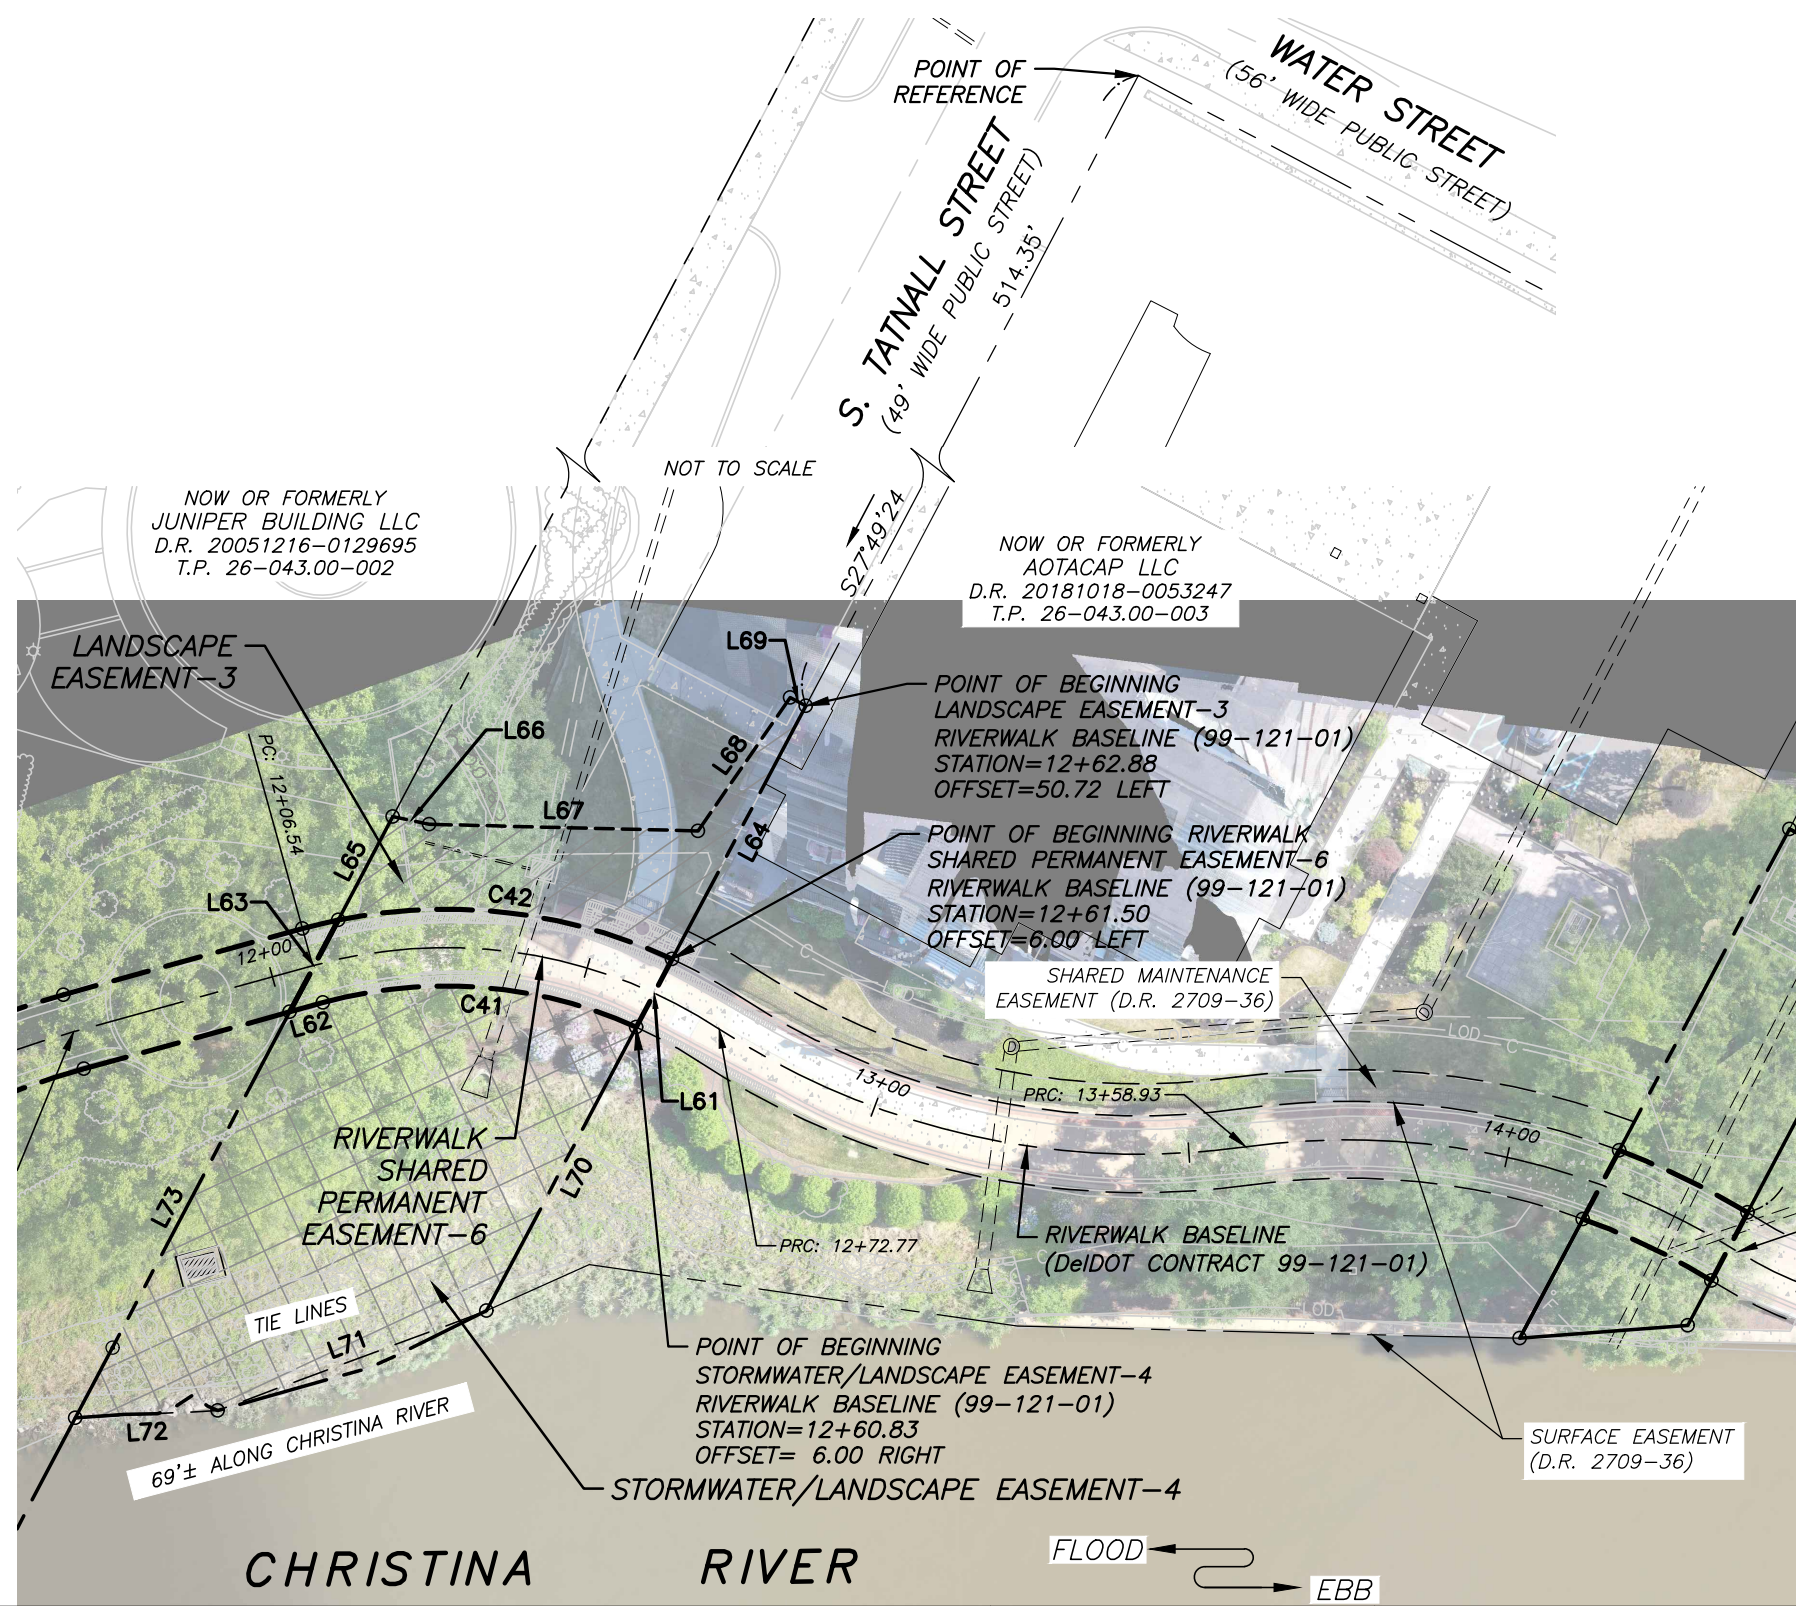 POINT OF
REFERENCE
WATER STREET
(56' WIDE PUBLIC STREET)
S. TATNALL STREET
(49' WIDE PUBLIC STREET)
514.35'
NOT TO SCALE
S27°49'24
NOW OR FORMERLY
JUNIPER BUILDING LLC
D.R. 20051216-0129695
T.P. 26-043.00-002
NOW OR FORMERLY
AOTACAP LLC
D.R. 20181018-0053247
T.P. 26-043.00-003
LANDSCAPE
EASEMENT-3
L69
POINT OF BEGINNING
LANDSCAPE EASEMENT-3
RIVERWALK BASELINE (99-121-01)
STATION=12+62.88
OFFSET=50.72 LEFT
L66
L68
PC: 12+06.54
L67
L64
L65
POINT OF BEGINNING RIVERWALK
SHARED PERMANENT EASEMENT-6
RIVERWALK BASELINE (99-121-01)
STATION=12+61.50
OFFSET=6.00 LEFT
L63
C42
12+00
C
SHARED MAINTENANCE
EASEMENT (D.R. 2709-36)
C41
L62
D
D
LOD
C
C
13+00
PRC: 13+58.93
L61
14+00
RIVERWALK
SHARED
PERMANENT
EASEMENT-6
L73
L70
PRC: 12+72.77
RIVERWALK BASELINE
(DelDOT CONTRACT 99-121-01)
LOD
TIE LINES
L71
L72
69'± ALONG CHRISTINA RIVER
POINT OF BEGINNING
STORMWATER/LANDSCAPE EASEMENT-4
RIVERWALK BASELINE (99-121-01)
STATION=12+60.83
OFFSET= 6.00 RIGHT
STORMWATER/LANDSCAPE EASEMENT-4
SURFACE EASEMENT
(D.R. 2709-36)
CHRISTINA RIVER
FLOOD
EBB